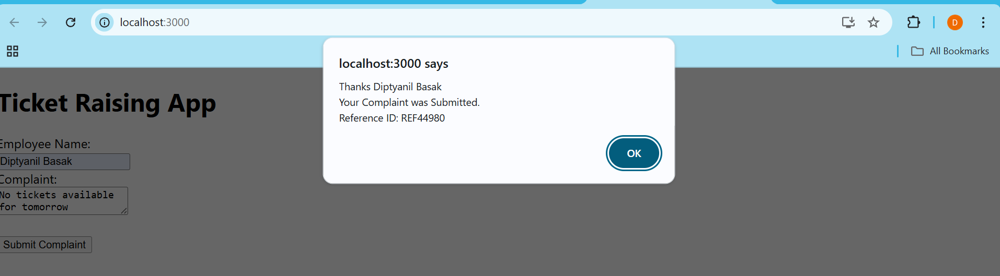 localhost:3000
D
All Bookmarks
localhost:3000 says
Thanks Diptyanil Basak
Your Complaint was Submitted.
Reference ID: REF44980
OK
Ticket Raising App
Employee Name:
Diptyanil Basak
Complaint:
No tickets available
for tomorrow
Submit Complaint